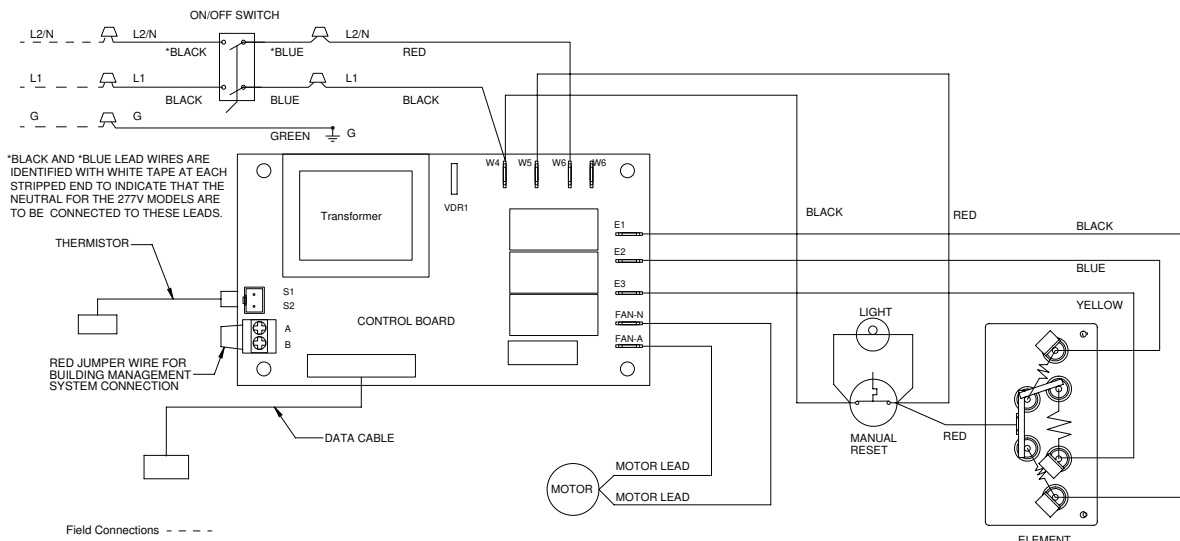 ON/OFF SWITCH
L2/N
L2/N
L2/N
*BLACK
*BLUE
RED
L1
L1
L1
BLACK
BLUE
BLACK
G
G
GREEN
G
*BLACK AND *BLUE LEAD WIRES ARE
IDENTIFIED WITH WHITE TAPE AT EACH
STRIPPED END TO INDICATE THAT THE
NEUTRAL FOR THE 277V MODELS ARE
TO BE CONNECTED TO THESE LEADS.
W4
W5
W6
W6
VDR1
Transformer
BLACK
RED
E1
BLACK
E2
BLUE
E3
YELLOW
FAN-N
FAN-A
THERMISTOR
S1
S2
CONTROL BOARD
A
B
RED JUMPER WIRE FOR
BUILDING MANAGEMENT
SYSTEM CONNECTION
DATA CABLE
LIGHT
MANUAL
RESET
RED
MOTOR
MOTOR LEAD
MOTOR LEAD
Field Connections
ELEMENT